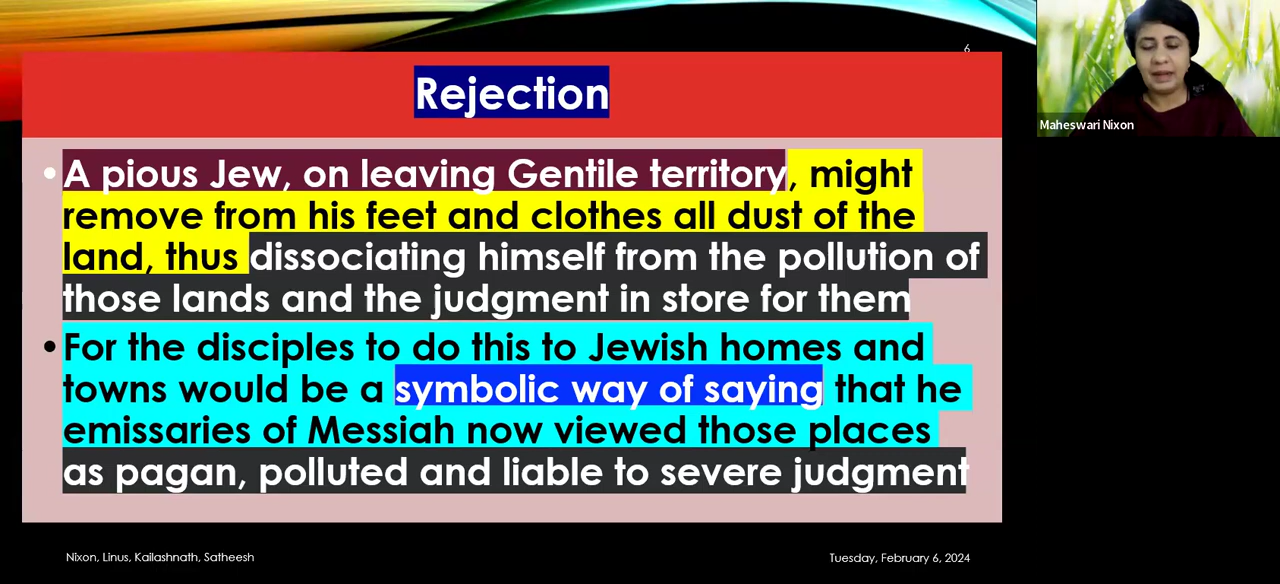 6
Rejection
• A pious Jew, on leaving Gentile territory, might
remove from his feet and clothes all dust of the
land, thus dissociating himself from the pollution of
those lands and the judgment in store for them
• For the disciples to do this to Jewish homes and
towns would be a symbolic way of saying that he
emissaries of Messiah now viewed those places
as pagan, polluted and liable to severe judgment
Nixon, Linus, Kailashnath, Satheesh
Tuesday, February 6, 2024
Maheswari Nixon